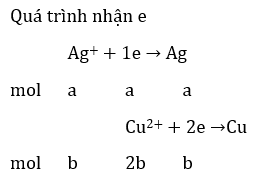 Quá trình nhận e
Ag⁺ + 1e → Ag
mol a a a
Cu²⁺ + 2e →Cu
mol b 2b b